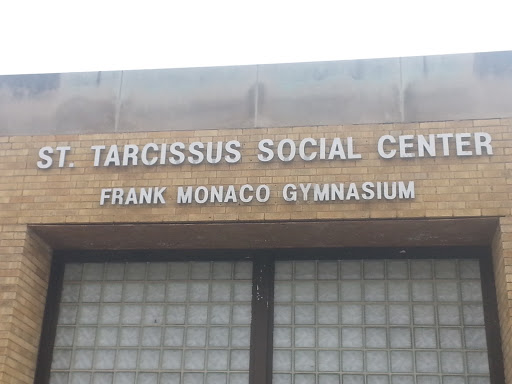 ST. TARCISSUS SOCIAL CENTER
FRANK MONACO GYMNASIUM